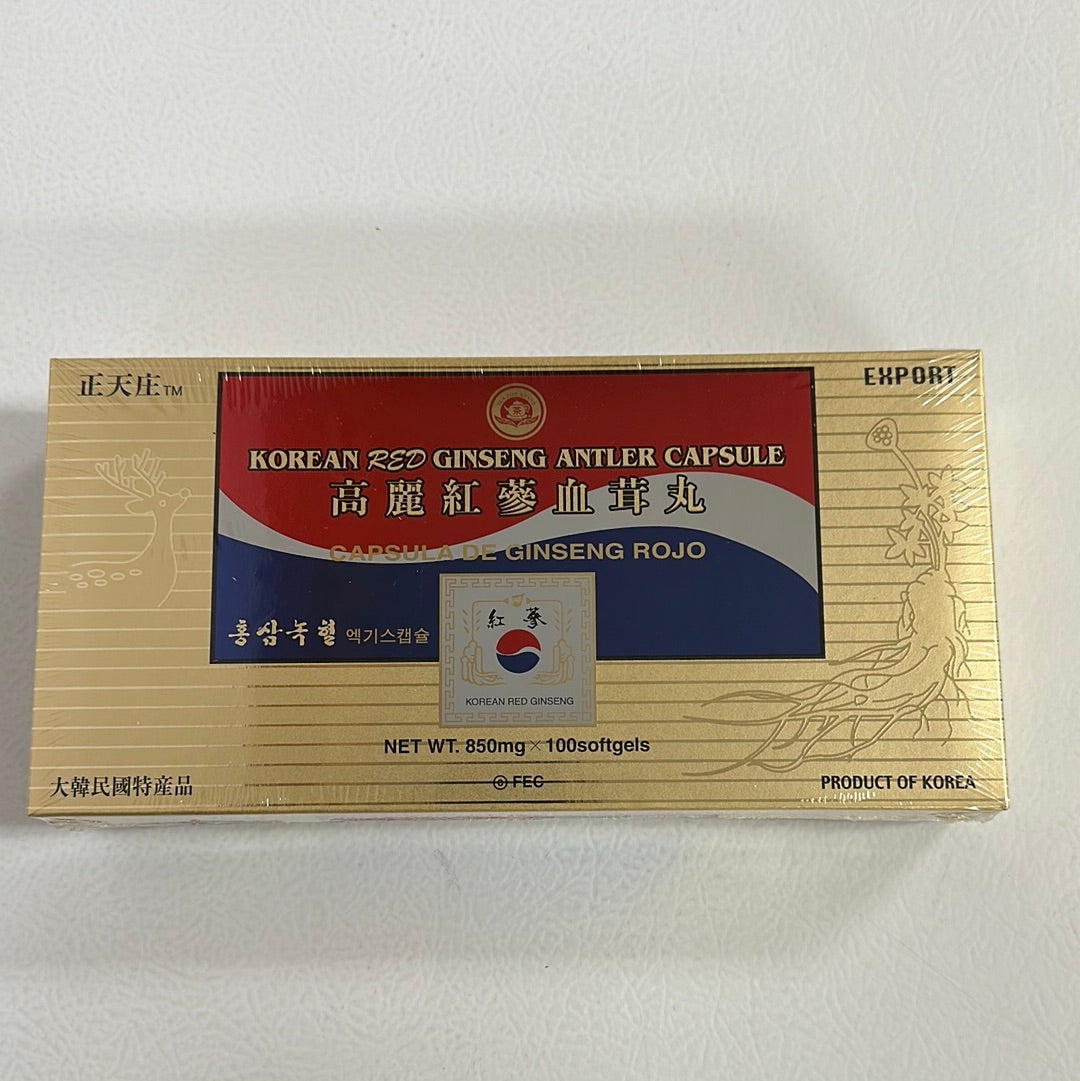 正天庄™
EXPORT
茶
KOREAN RED GINSENG ANTLER CAPSULE
高麗紅蔘血茸丸
CAPSULA DE GINSENG ROJO
홍삼녹혈 엑기스캡슐
紅蔘
KOREAN RED GINSENG
NET WT. 850mg×100softgels
大韓民國特産品
FEC
PRODUCT OF KOREA